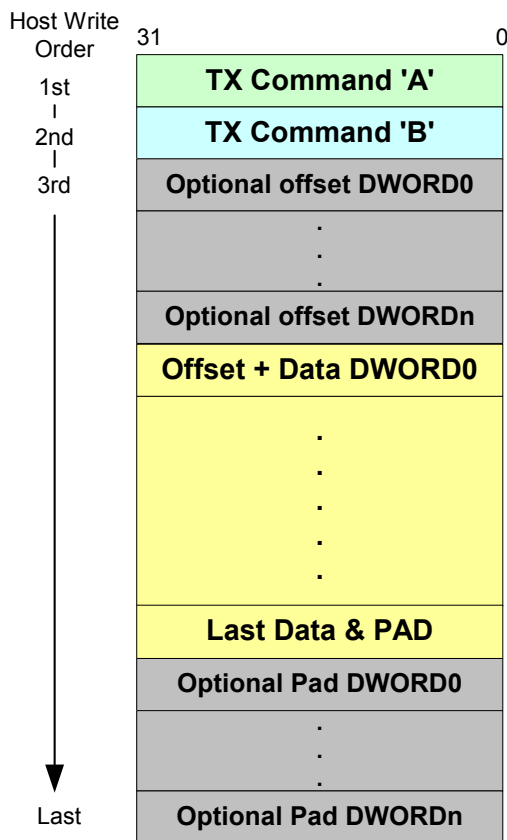 Host Write
Order
31
0
1st
TX Command 'A'
2nd
TX Command 'B'
3rd
Optional offset DWORD0
.
.
.
Optional offset DWORDn
Offset + Data DWORD0
.
.
.
.
.
Last Data & PAD
Optional Pad DWORD0
.
.
.
Last
Optional Pad DWORDn